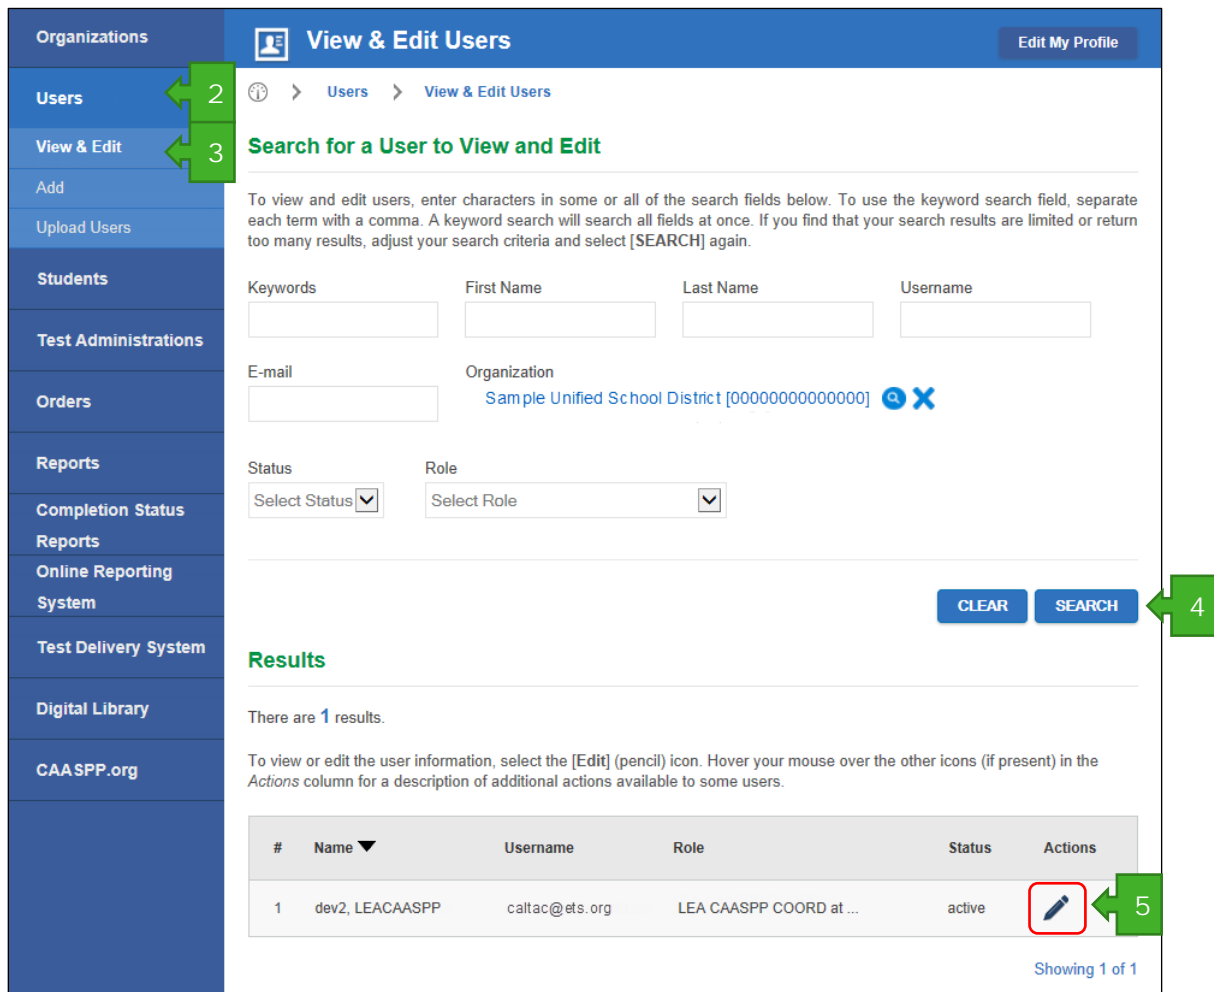 Organizations
Users
2
View & Edit
3
Add
Upload Users
Students
Test Administrations
Orders
Reports
Completion Status
Reports
Online Reporting
System
Test Delivery System
Digital Library
CAASPP.org
View & Edit Users
Edit My Profile
Users > View & Edit Users
Search for a User to View and Edit
To view and edit users, enter characters in some or all of the search fields below. To use the keyword search field, separate
each term with a comma. A keyword search will search all fields at once. If you find that your search results are limited or return
too many results, adjust your search criteria and select [SEARCH] again.
Keywords First Name Last Name Username
E-mail Organization
Sample Unified School District [00000000000000]
Status Role
Select Status Select Role
CLEAR SEARCH 4
Results
There are 1 results.
To view or edit the user information, select the [Edit] (pencil) icon. Hover your mouse over the other icons (if present) in the
Actions column for a description of additional actions available to some users.
# Name Username Role Status Actions
1 dev2, LEACAASPP caltac@ets.org LEA CAASPP COORD at ... active 5
Showing 1 of 1